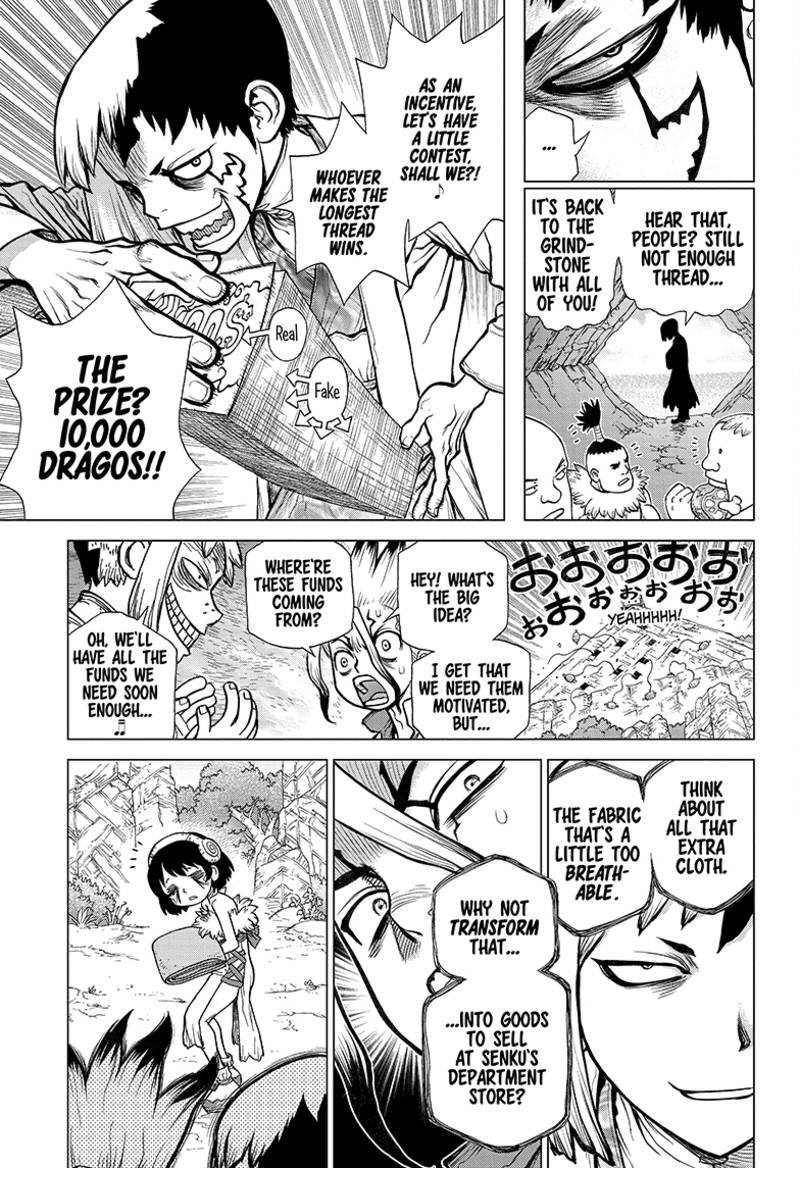 ...
HEAR THAT,
PEOPLE? STILL
NOT ENOUGH
THREAD...
IT'S BACK
TO THE
GRIND-
STONE
WITH ALL
OF YOU!
AS AN
INCENTIVE,
LET'S HAVE
A LITTLE
CONTEST,
SHALL WE?!
♪
WHOEVER
MAKES THE
LONGEST
THREAD
WINS.
Real
Fake
THE
PRIZE?
10,000
DRAGOS!!
おおおおおお
おおおおおお
YEAHHHHH!
HEY! WHAT'S
THE BIG
IDEA?
I GET THAT
WE NEED THEM
MOTIVATED,
BUT...
WHERE'RE
THESE FUNDS
COMING
FROM?
OH, WE'LL
HAVE ALL THE
FUNDS WE
NEED SOON
ENOUGH...
♫
THINK
ABOUT
ALL THAT
EXTRA
CLOTH.
THE FABRIC
THAT'S A
LITTLE TOO
BREATH-
ABLE.
WHY NOT
TRANSFORM
THAT...
...INTO GOODS
TO SELL
AT SENKU'S
DEPARTMENT
STORE?